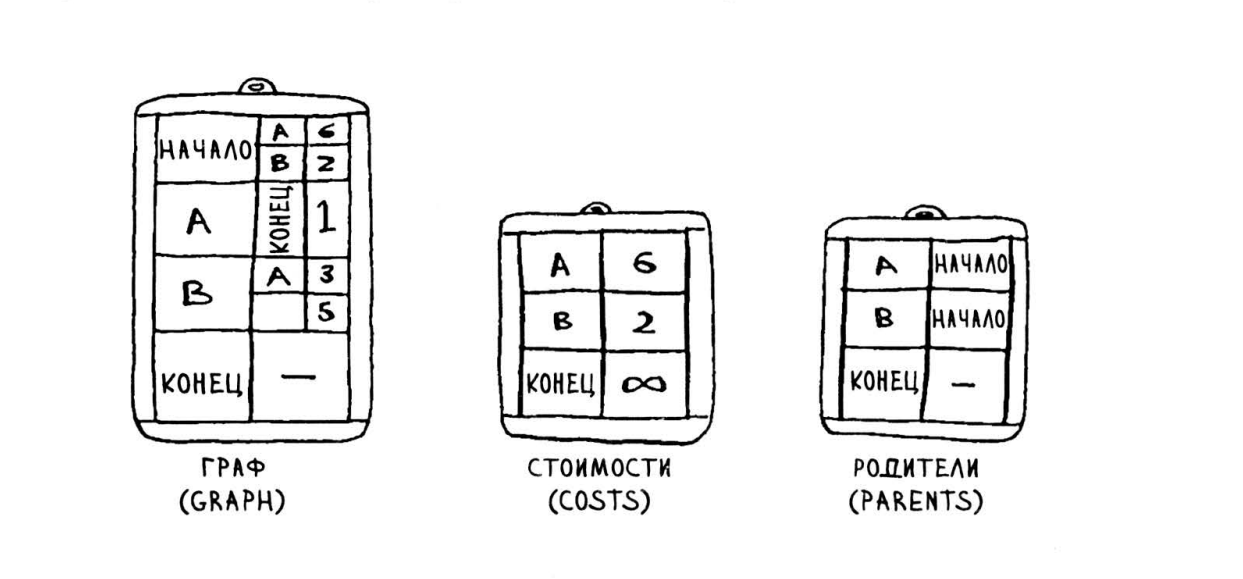 НАЧАЛО A 6
B 2
A КОНЕЦ 1
B A 3
5
КОНЕЦ —
ГРАФ
(GRAPH)
A 6
B 2
КОНЕЦ ∞
СТОИМОСТИ
(COSTS)
A НАЧАЛО
B НАЧАЛО
КОНЕЦ —
РОДИТЕЛИ
(PARENTS)